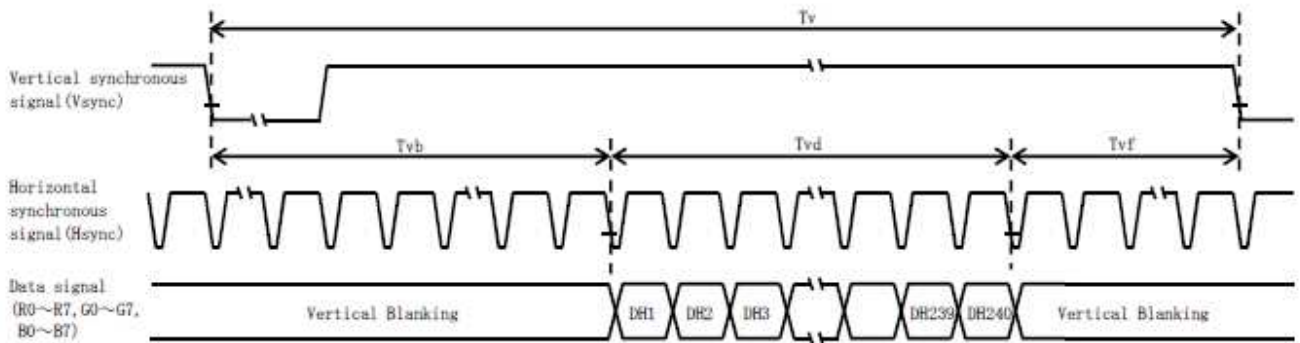 Tv
Vertical synchronous
signal(Vsync)
Tvb
Tvd
Tvf
Horizontal
synchronous
signal(Hsync)
Data signal
(R0～R7,G0～G7,
B0～B7)
Vertical Blanking
DH1
DH2
DH3
DH239
DH240
Vertical Blanking